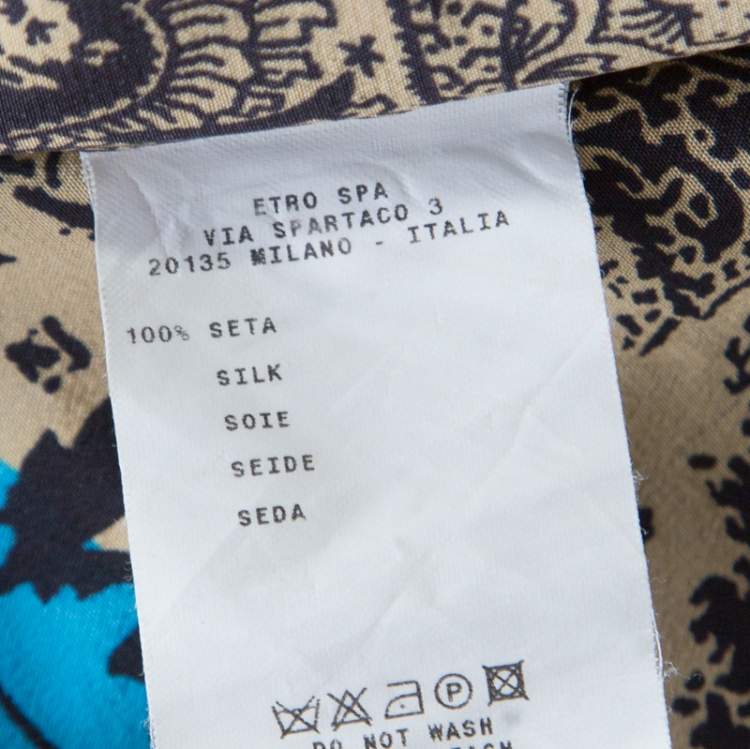 ETRO SPA
VIA SPARTACO 3
20135 MILANO - ITALIA
100% SETA
SILK
SOIE
SEIDE
SEDA
P
DO NOT WASH